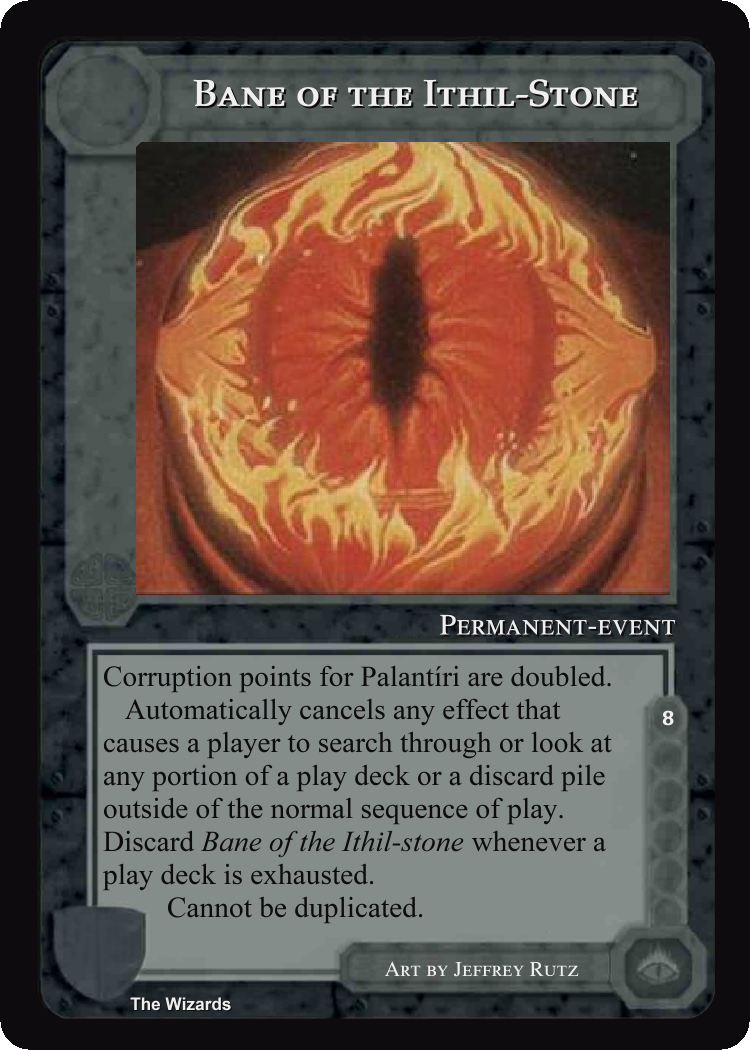 Bane of the Ithil-Stone
Permanent-event
Corruption points for Palantíri are doubled.
Automatically cancels any effect that
causes a player to search through or look at
any portion of a play deck or a discard pile
outside of the normal sequence of play.
Discard Bane of the Ithil-stone whenever a
play deck is exhausted.
Cannot be duplicated.
8
Art by Jeffrey Rutz
The Wizards